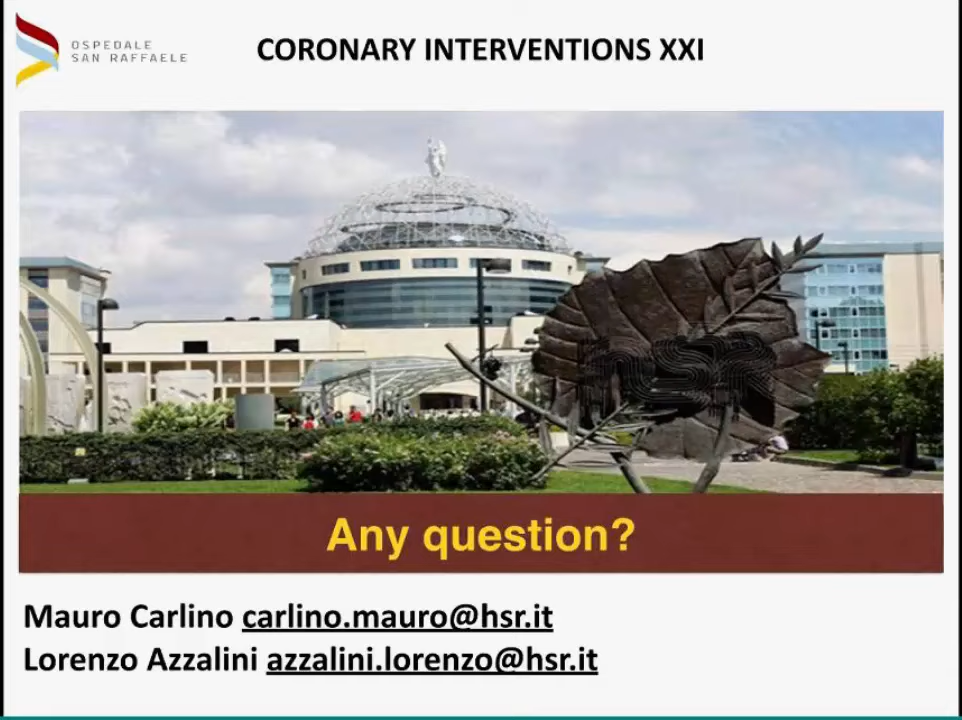 OSPEDALE
SAN RAFFAELE
CORONARY INTERVENTIONS XXI
hsr
Any question?
Mauro Carlino carlino.mauro@hsr.it
Lorenzo Azzalini azzalini.lorenzo@hsr.it